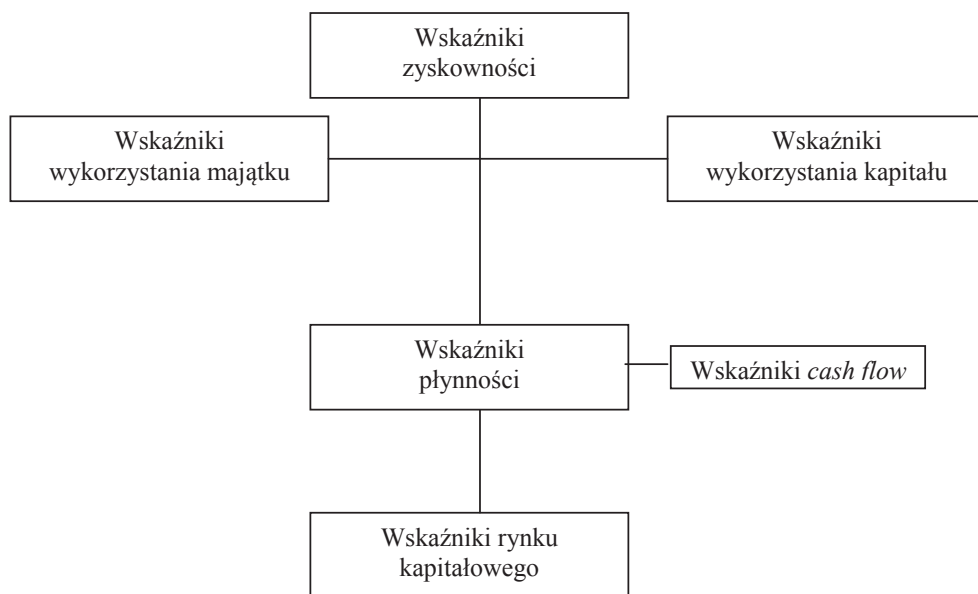 Wskaźniki
zyskowności
Wskaźniki
wykorzystania majątku
Wskaźniki
wykorzystania kapitału
Wskaźniki
płynności
Wskaźniki cash flow
Wskaźniki rynku
kapitałowego